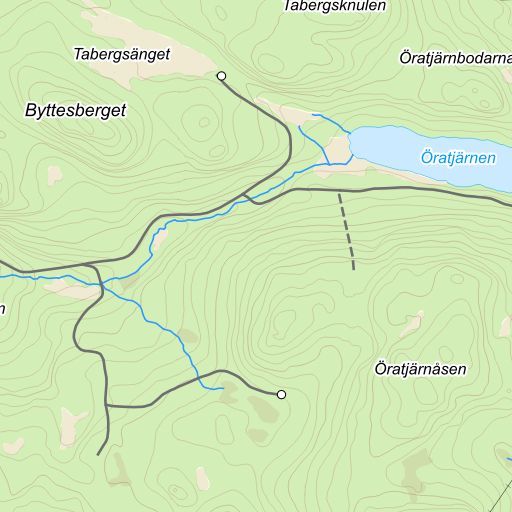 Tabergsknulen
Tabergsänget
Öratjärnbodarna
Byttesberget
Öratjärnen
n
Öratjärnåsen